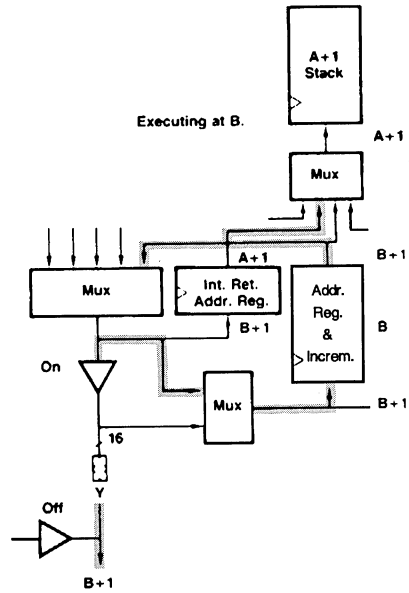 A+1
Stack
Executing at B.
A+1
Mux
A+1
B+1
Mux
Int. Ret.
Addr. Reg.
Addr.
Reg.
&
Increm.
B
B+1
On
Mux
B+1
16
Y
Off
B+1